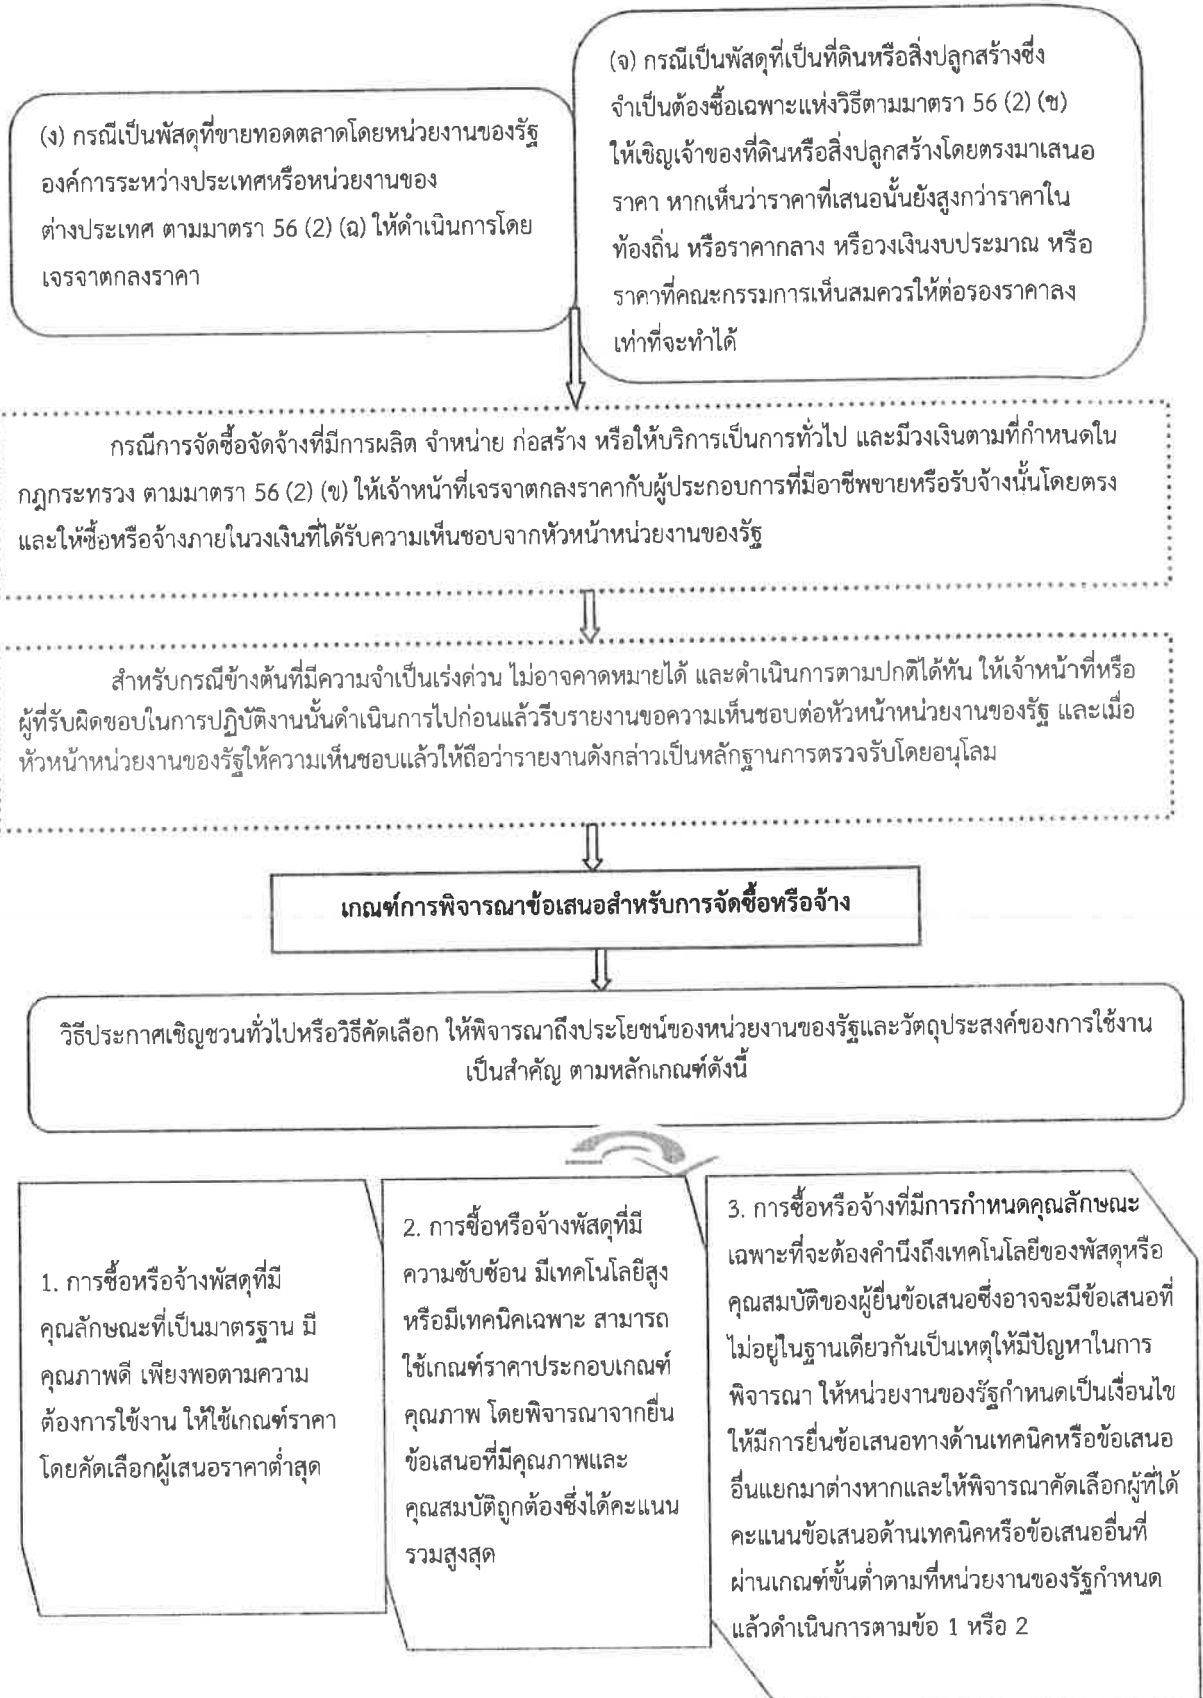 (ง) กรณีเป็นพัสดุที่ขายทอดตลาดโดยหน่วยงานของรัฐ
องค์การระหว่างประเทศหรือหน่วยงานของ
ต่างประเทศ ตามมาตรา 56 (2) (ฉ) ให้ดำเนินการโดย
เจรจาตกลงราคา
(จ) กรณีเป็นพัสดุที่เป็นที่ดินหรือสิ่งปลูกสร้างซึ่ง
จำเป็นต้องซื้อเฉพาะแห่งวิธีตามมาตรา 56 (2) (ช)
ให้เชิญเจ้าของที่ดินหรือสิ่งปลูกสร้างโดยตรงมาเสนอ
ราคา หากเห็นว่าราคาที่เสนอนั้นยังสูงกว่าราคาใน
ท้องถิ่น หรือราคากลาง หรือวงเงินงบประมาณ หรือ
ราคาที่คณะกรรมการเห็นสมควรให้ต่อรองราคาลง
เท่าที่จะทำได้
กรณีการจัดซื้อจัดจ้างที่มีการผลิต จำหน่าย ก่อสร้าง หรือให้บริการเป็นการทั่วไป และมีวงเงินตามที่กำหนดใน
กฎกระทรวง ตามมาตรา 56 (2) (ข) ให้เจ้าหน้าที่เจรจาตกลงราคากับผู้ประกอบการที่มีอาชีพขายหรือรับจ้างนั้นโดยตรง
และให้ซื้อหรือจ้างภายในวงเงินที่ได้รับความเห็นชอบจากหัวหน้าหน่วยงานของรัฐ
สำหรับกรณีข้างต้นที่มีความจำเป็นเร่งด่วน ไม่อาจคาดหมายได้ และดำเนินการตามปกติได้ทัน ให้เจ้าหน้าที่หรือ
ผู้ที่รับผิดชอบในการปฏิบัติงานนั้นดำเนินการไปก่อนแล้วรีบรายงานขอความเห็นชอบต่อหัวหน้าหน่วยงานของรัฐ และเมื่อ
หัวหน้าหน่วยงานของรัฐให้ความเห็นชอบแล้วให้ถือว่ารายงานดังกล่าวเป็นหลักฐานการตรวจรับโดยอนุโลม
เกณฑ์การพิจารณาข้อเสนอสำหรับการจัดซื้อหรือจ้าง
วิธีประกาศเชิญชวนทั่วไปหรือวิธีคัดเลือก ให้พิจารณาถึงประโยชน์ของหน่วยงานของรัฐและวัตถุประสงค์ของการใช้งาน
เป็นสำคัญ ตามหลักเกณฑ์ดังนี้
1. การซื้อหรือจ้างพัสดุที่มี
คุณลักษณะที่เป็นมาตรฐาน มี
คุณภาพดี เพียงพอตามความ
ต้องการใช้งาน ให้ใช้เกณฑ์ราคา
โดยคัดเลือกผู้เสนอราคาต่ำสุด
2. การซื้อหรือจ้างพัสดุที่มี
ความซับซ้อน มีเทคโนโลยีสูง
หรือมีเทคนิคเฉพาะ สามารถ
ใช้เกณฑ์ราคาประกอบเกณฑ์
คุณภาพ โดยพิจารณาจากยื่น
ข้อเสนอที่มีคุณภาพและ
คุณสมบัติถูกต้องซึ่งได้คะแนน
รวมสูงสุด
3. การซื้อหรือจ้างที่มีการกำหนดคุณลักษณะ
เฉพาะที่จะต้องคำนึงถึงเทคโนโลยีของพัสดุหรือ
คุณสมบัติของผู้ยื่นข้อเสนอซึ่งอาจจะมีข้อเสนอที่
ไม่อยู่ในฐานเดียวกันเป็นเหตุให้มีปัญหาในการ
พิจารณา ให้หน่วยงานของรัฐกำหนดเป็นเงื่อนไข
ให้มีการยื่นข้อเสนอทางด้านเทคนิคหรือข้อเสนอ
อื่นแยกมาต่างหากและให้พิจารณาคัดเลือกผู้ที่ได้
คะแนนข้อเสนอด้านเทคนิคหรือข้อเสนออื่นที่
ผ่านเกณฑ์ขั้นต่ำตามที่หน่วยงานของรัฐกำหนด
แล้วดำเนินการตามข้อ 1 หรือ 2